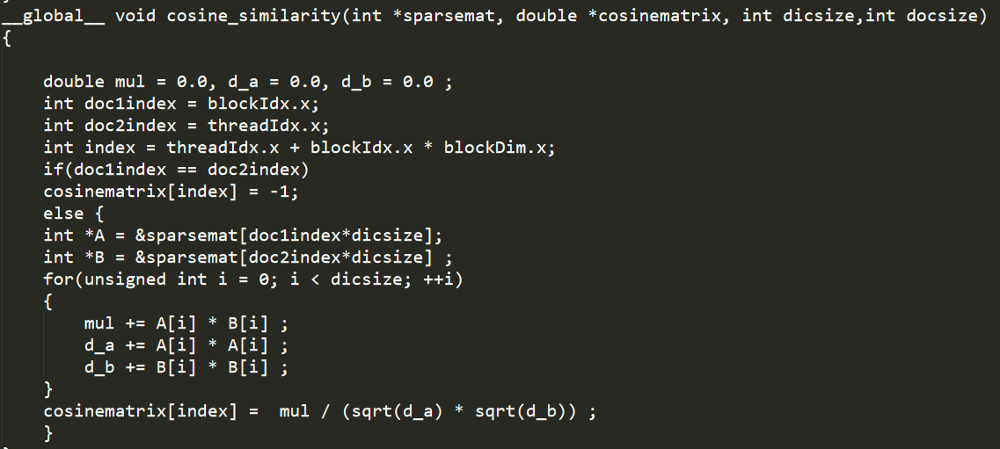 __global__ void cosine_similarity(int *sparsemat, double *cosinematrix, int dicsize,int docsize)
{
double mul = 0.0, d_a = 0.0, d_b = 0.0 ;
int doc1index = blockIdx.x;
int doc2index = threadIdx.x;
int index = threadIdx.x + blockIdx.x * blockDim.x;
if(doc1index == doc2index)
cosinematrix[index] = -1;
else {
int *A = &sparsemat[doc1index*dicsize];
int *B = &sparsemat[doc2index*dicsize] ;
for(unsigned int i = 0; i < dicsize; ++i)
{
mul += A[i] * B[i] ;
d_a += A[i] * A[i] ;
d_b += B[i] * B[i] ;
}
cosinematrix[index] =  mul / (sqrt(d_a) * sqrt(d_b)) ;
}